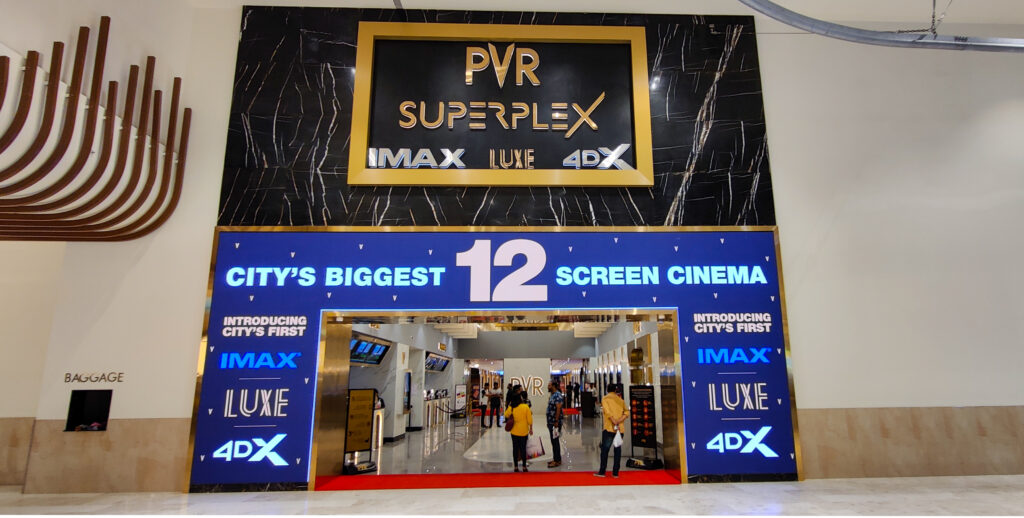 PVR
SUPERPLEX
IMAX LUXE 4DX
CITY'S BIGGEST 12 SCREEN CINEMA
INTRODUCING
CITY'S FIRST
IMAX
LUXE
4DX
INTRODUCING
CITY'S FIRST
IMAX
LUXE
4DX
BAGGAGE
PVR